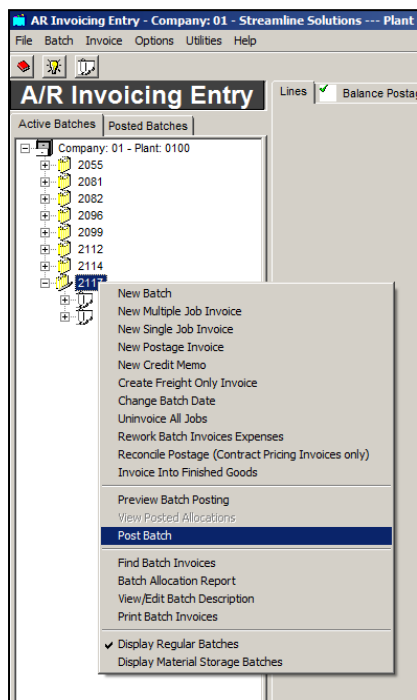 AR Invoicing Entry - Company: 01 - Streamline Solutions --- Plant
File Batch Invoice Options Utilities Help
A/R Invoicing Entry
Lines Balance Posta
Active Batches Posted Batches
Company: 01 - Plant: 0100
2055
2081
2082
2096
2099
2112
2114
2117
New Batch
New Multiple Job Invoice
New Single Job Invoice
New Postage Invoice
New Credit Memo
Create Freight Only Invoice
Change Batch Date
Uninvoice All Jobs
Rework Batch Invoices Expenses
Reconcile Postage (Contract Pricing Invoices only)
Invoice Into Finished Goods
Preview Batch Posting
View Posted Allocations
Post Batch
Find Batch Invoices
Batch Allocation Report
View/Edit Batch Description
Print Batch Invoices
Display Regular Batches
Display Material Storage Batches